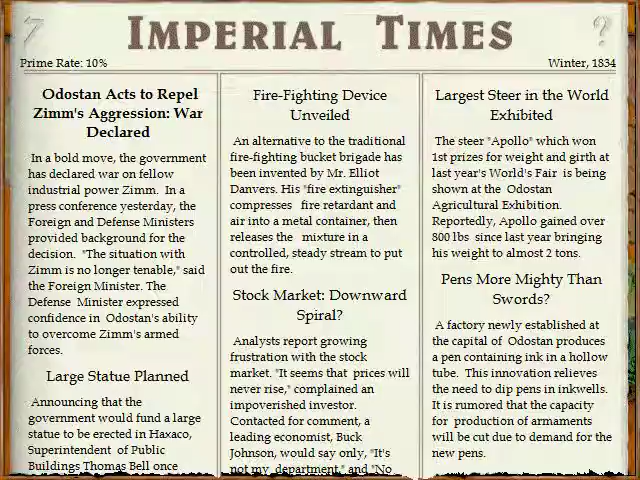 7
IMPERIAL TIMES
?
Prime Rate: 10%
Winter, 1834
Odostan Acts to Repel
Zimm's Aggression: War
Declared
In a bold move, the government
has declared war on fellow
industrial power Zimm. In a
press conference yesterday, the
Foreign and Defense Ministers
provided background for the
decision. "The situation with
Zimm is no longer tenable," said
the Foreign Minister. The
Defense Minister expressed
confidence in Odostan's ability
to overcome Zimm's armed
forces.
Large Statue Planned
Announcing that the
government would fund a large
statue to be erected in Haxaco,
Superintendent of Public
Buildings Thomas Bell once
Fire-Fighting Device
Unveiled
An alternative to the traditional
fire-fighting bucket brigade has
been invented by Mr. Elliot
Danvers. His "fire extinguisher"
compresses fire retardant and
air into a metal container, then
releases the mixture in a
controlled, steady stream to put
out the fire.
Stock Market: Downward
Spiral?
Analysts report growing
frustration with the stock
market. "It seems that prices will
never rise," complained an
impoverished investor.
Contacted for comment, a
leading economist, Buck
Johnson, would say only, "It's
not my department," and "No
Largest Steer in the World
Exhibited
The steer "Apollo" which won
1st prizes for weight and girth at
last year's World's Fair is being
shown at the Odostan
Agricultural Exhibition.
Reportedly, Apollo gained over
800 lbs since last year bringing
his weight to almost 2 tons.
Pens More Mighty Than
Swords?
A factory newly established at
the capital of Odostan produces
a pen containing ink in a hollow
tube. This innovation relieves
the need to dip pens in inkwells.
It is rumored that the capacity
for production of armaments
will be cut due to demand for the
new pens.